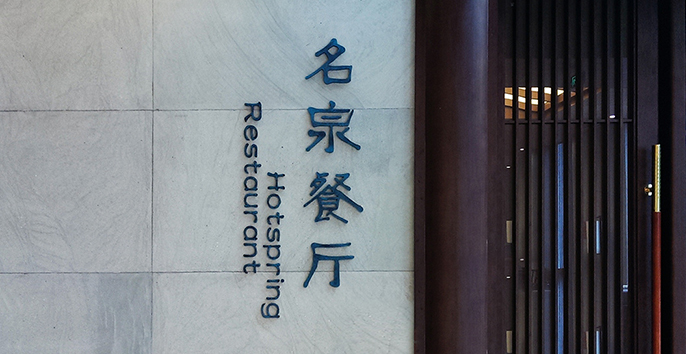 名泉餐厅
Hotspring
Restaurant